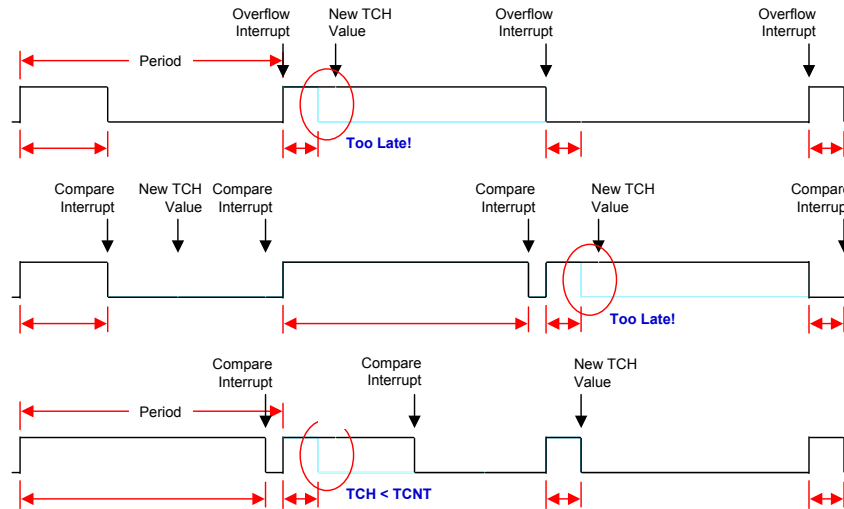 Overflow
Interrupt
New TCH
Value
Overflow
Interrupt
Overflow
Interrupt
Period
Too Late!
Compare
Interrupt
New TCH
Value
Compare
Interrupt
Compare
Interrupt
New TCH
Value
Compare
Interrup
Too Late!
Compare
Interrupt
Compare
Interrupt
New TCH
Value
Period
TCH < TCNT